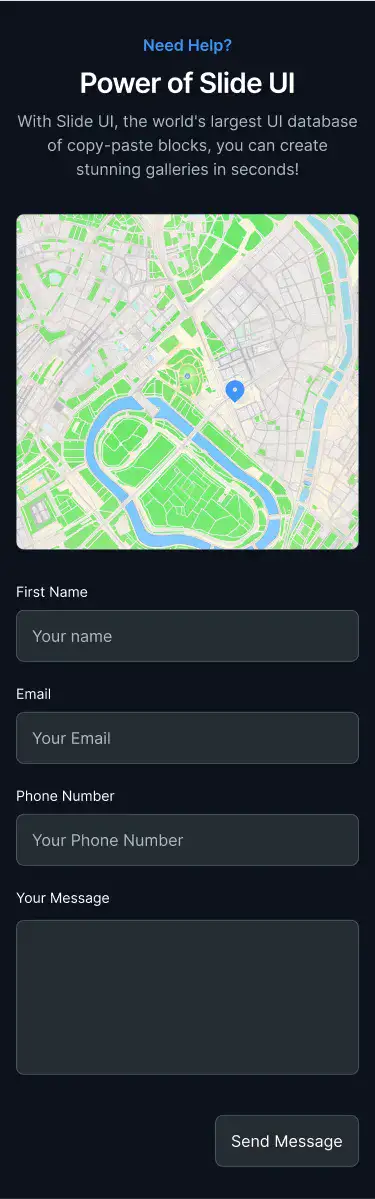 Need Help?
Power of Slide UI
With Slide UI, the world's largest UI database
of copy-paste blocks, you can create
stunning galleries in seconds!
First Name
Your name
Email
Your Email
Phone Number
Your Phone Number
Your Message
Send Message